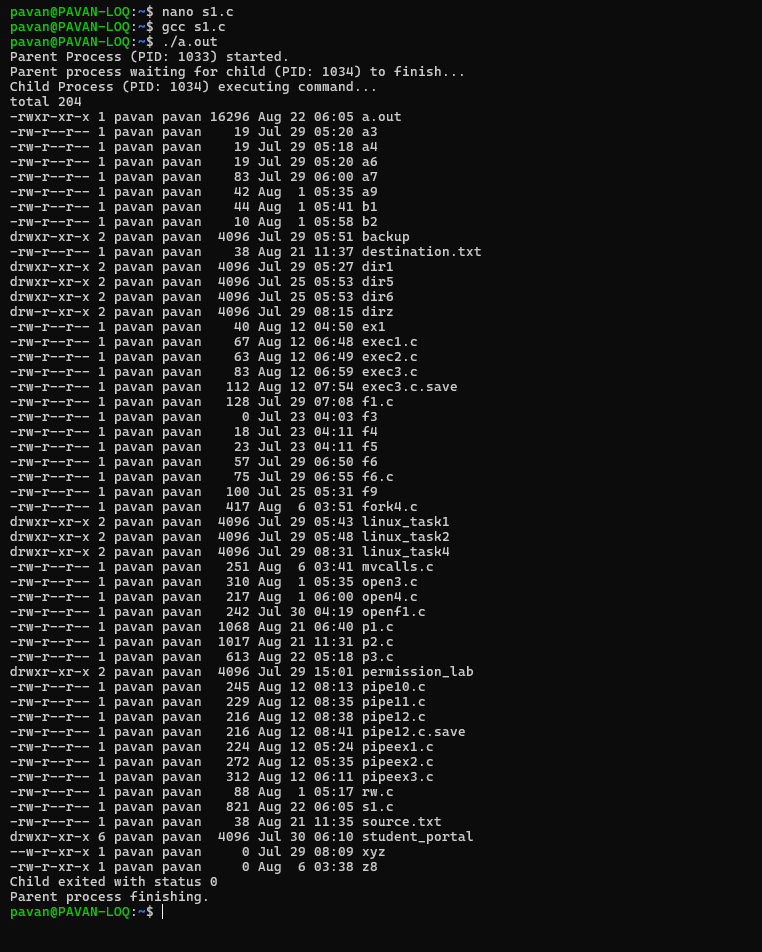 pavan@PAVAN-LOQ:~$ nano s1.c
pavan@PAVAN-LOQ:~$ gcc s1.c
pavan@PAVAN-LOQ:~$ ./a.out
Parent Process (PID: 1033) started.
Parent process waiting for child (PID: 1034) to finish...
Child Process (PID: 1034) executing command...
total 204
-rwxr-xr-x 1 pavan pavan 16296 Aug 22 06:05 a.out
-rw-r--r-- 1 pavan pavan    19 Jul 29 05:20 a3
-rw-r--r-- 1 pavan pavan    19 Jul 29 05:18 a4
-rw-r--r-- 1 pavan pavan    19 Jul 29 05:20 a6
-rw-r--r-- 1 pavan pavan    83 Jul 29 06:00 a7
-rw-r--r-- 1 pavan pavan    42 Aug  1 05:35 a9
-rw-r--r-- 1 pavan pavan    44 Aug  1 05:41 b1
-rw-r--r-- 1 pavan pavan    10 Aug  1 05:58 b2
drwxr-xr-x 2 pavan pavan  4096 Jul 29 05:51 backup
-rw-r--r-- 1 pavan pavan    38 Aug 21 11:37 destination.txt
drwxr-xr-x 2 pavan pavan  4096 Jul 29 05:27 dir1
drwxr-xr-x 2 pavan pavan  4096 Jul 25 05:53 dir5
drwxr-xr-x 2 pavan pavan  4096 Jul 25 05:53 dir6
drw-r-xr-x 2 pavan pavan  4096 Jul 29 08:15 dirz
-rw-r--r-- 1 pavan pavan    40 Aug 12 04:50 ex1
-rw-r--r-- 1 pavan pavan    67 Aug 12 06:48 exec1.c
-rw-r--r-- 1 pavan pavan    63 Aug 12 06:49 exec2.c
-rw-r--r-- 1 pavan pavan    83 Aug 12 06:59 exec3.c
-rw-r--r-- 1 pavan pavan   112 Aug 12 07:54 exec3.c.save
-rw-r--r-- 1 pavan pavan   128 Jul 29 07:08 f1.c
-rw-r--r-- 1 pavan pavan     0 Jul 23 04:03 f3
-rw-r--r-- 1 pavan pavan    18 Jul 23 04:11 f4
-rw-r--r-- 1 pavan pavan    23 Jul 23 04:11 f5
-rw-r--r-- 1 pavan pavan    57 Jul 29 06:50 f6
-rw-r--r-- 1 pavan pavan    75 Jul 29 06:55 f6.c
-rw-r--r-- 1 pavan pavan   100 Jul 25 05:31 f9
-rw-r--r-- 1 pavan pavan   417 Aug  6 03:51 fork4.c
drwxr-xr-x 2 pavan pavan  4096 Jul 29 05:43 linux_task1
drwxr-xr-x 2 pavan pavan  4096 Jul 29 05:48 linux_task2
drwxr-xr-x 2 pavan pavan  4096 Jul 29 08:31 linux_task4
-rw-r--r-- 1 pavan pavan   251 Aug  6 03:41 mvcalls.c
-rw-r--r-- 1 pavan pavan   310 Aug  1 05:35 open3.c
-rw-r--r-- 1 pavan pavan   217 Aug  1 06:00 open4.c
-rw-r--r-- 1 pavan pavan   242 Jul 30 04:19 openf1.c
-rw-r--r-- 1 pavan pavan  1068 Aug 21 06:40 p1.c
-rw-r--r-- 1 pavan pavan  1017 Aug 21 11:31 p2.c
-rw-r--r-- 1 pavan pavan   613 Aug 22 05:18 p3.c
drwxr-xr-x 2 pavan pavan  4096 Jul 29 15:01 permission_lab
-rw-r--r-- 1 pavan pavan   245 Aug 12 08:13 pipe10.c
-rw-r--r-- 1 pavan pavan   229 Aug 12 08:35 pipe11.c
-rw-r--r-- 1 pavan pavan   216 Aug 12 08:38 pipe12.c
-rw-r--r-- 1 pavan pavan   216 Aug 12 08:41 pipe12.c.save
-rw-r--r-- 1 pavan pavan   224 Aug 12 05:24 pipeex1.c
-rw-r--r-- 1 pavan pavan   272 Aug 12 05:35 pipeex2.c
-rw-r--r-- 1 pavan pavan   312 Aug 12 06:11 pipeex3.c
-rw-r--r-- 1 pavan pavan    88 Aug  1 05:17 rw.c
-rw-r--r-- 1 pavan pavan   821 Aug 22 06:05 s1.c
-rw-r--r-- 1 pavan pavan    38 Aug 21 11:35 source.txt
drwxr-xr-x 6 pavan pavan  4096 Jul 30 06:10 student_portal
--w-r-xr-x 1 pavan pavan     0 Jul 29 08:09 xyz
-rw-r-xr-x 1 pavan pavan     0 Aug  6 03:38 z8
Child exited with status 0
Parent process finishing.
pavan@PAVAN-LOQ:~$